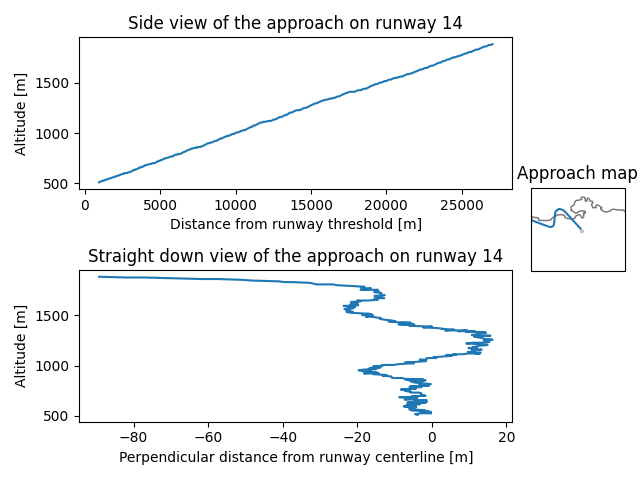 Side view of the approach on runway 14
Altitude [m]
1500
1000
500
0
5000
10000
15000
20000
25000
Distance from runway threshold [m]
Approach map
Straight down view of the approach on runway 14
Altitude [m]
1500
1000
500
−80
−60
−40
−20
0
20
Perpendicular distance from runway centerline [m]